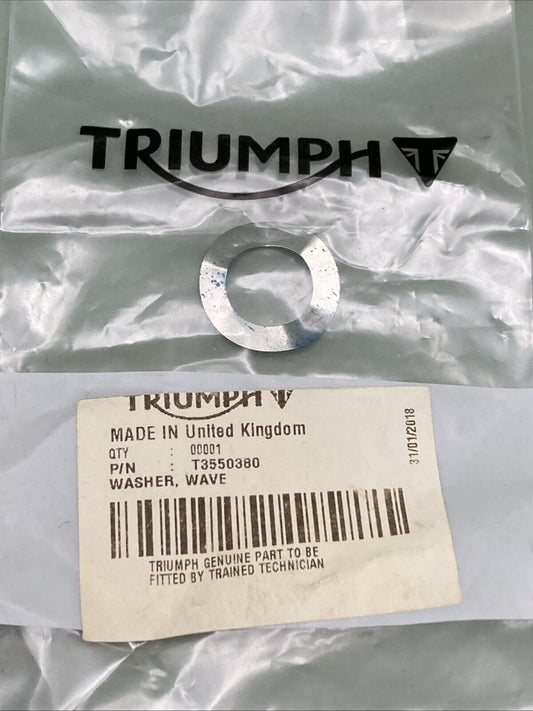 TRIUMPH
TRIUMPH
MADE IN United Kingdom
QTY : 00001
P/N : T3550380
WASHER, WAVE
31/01/2018
TRIUMPH GENUINE PART TO BE
FITTED BY TRAINED TECHNICIAN